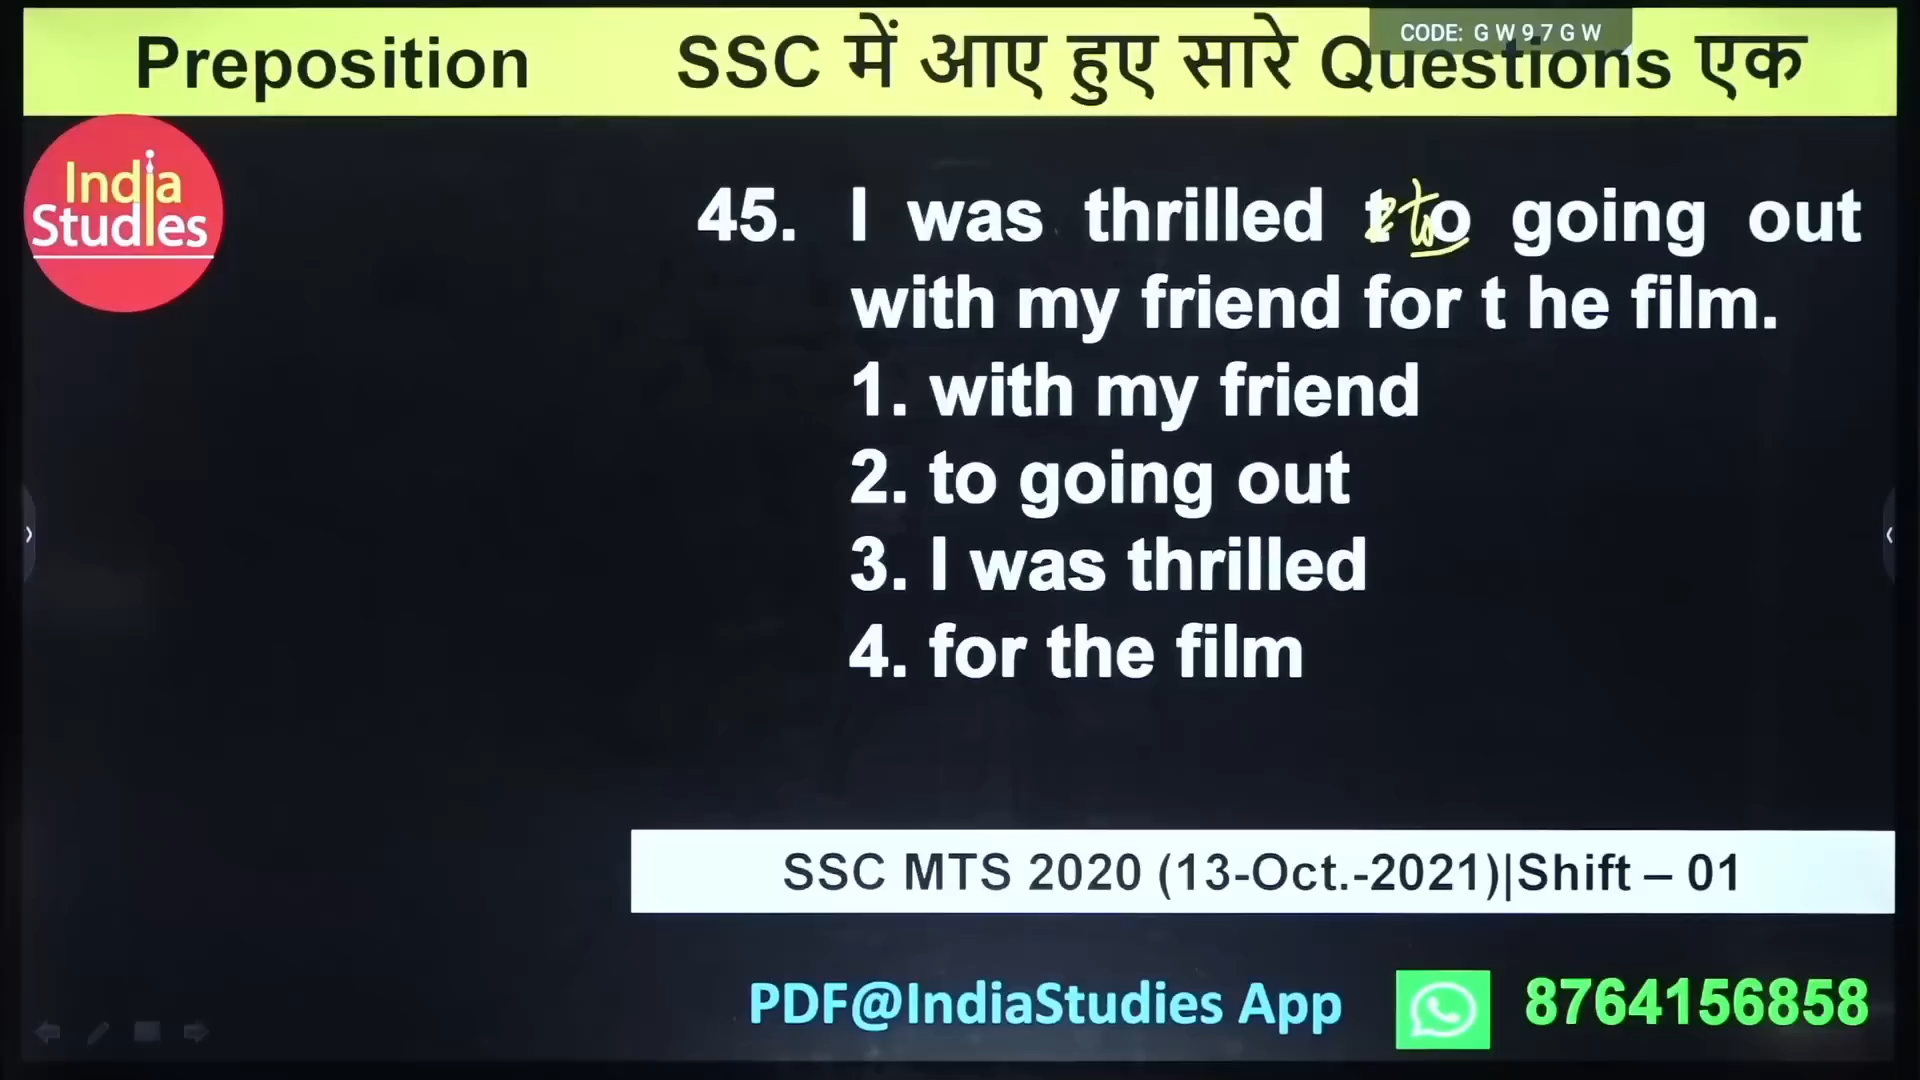 Preposition SSC में आए हुए सारे Questions एक
CODE: G W 9 7 G W
India
Studies
45. I was thrilled to going out
with my friend for t he film.
1. with my friend
2. to going out
3. I was thrilled
4. for the film
SSC MTS 2020 (13-Oct.-2021)|Shift – 01
PDF@IndiaStudies App 8764156858